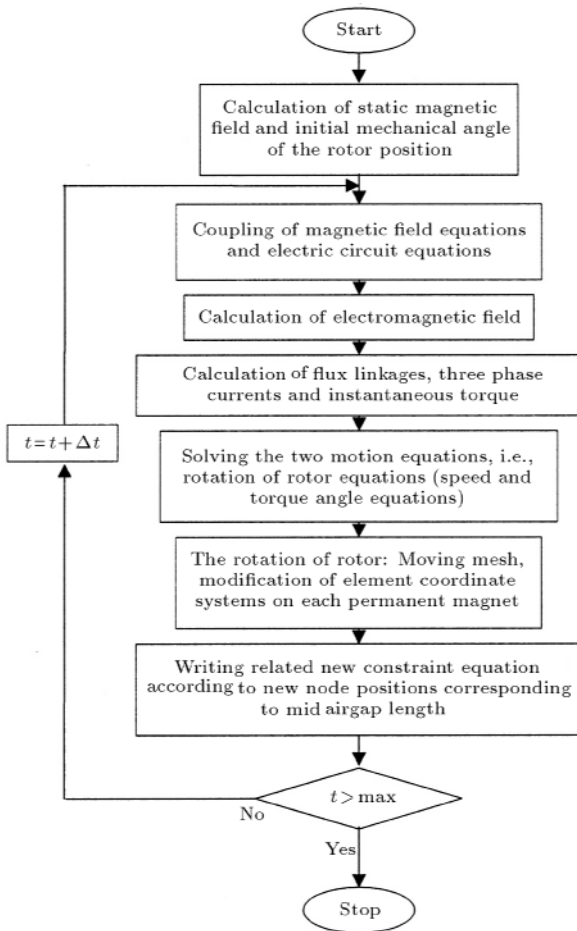 Start
Calculation of static magnetic
field and initial mechanical angle
of the rotor position
Coupling of magnetic field equations
and electric circuit equations
Calculation of electromagnetic field
Calculation of flux linkages, three phase
currents and instantaneous torque
t = t + Δt
Solving the two motion equations, i.e.,
rotation of rotor equations (speed and
torque angle equations)
The rotation of rotor: Moving mesh,
modification of element coordinate
systems on each permanent magnet
Writing related new constraint equation
according to new node positions corresponding
to mid airgap length
t > max
No
Yes
Stop